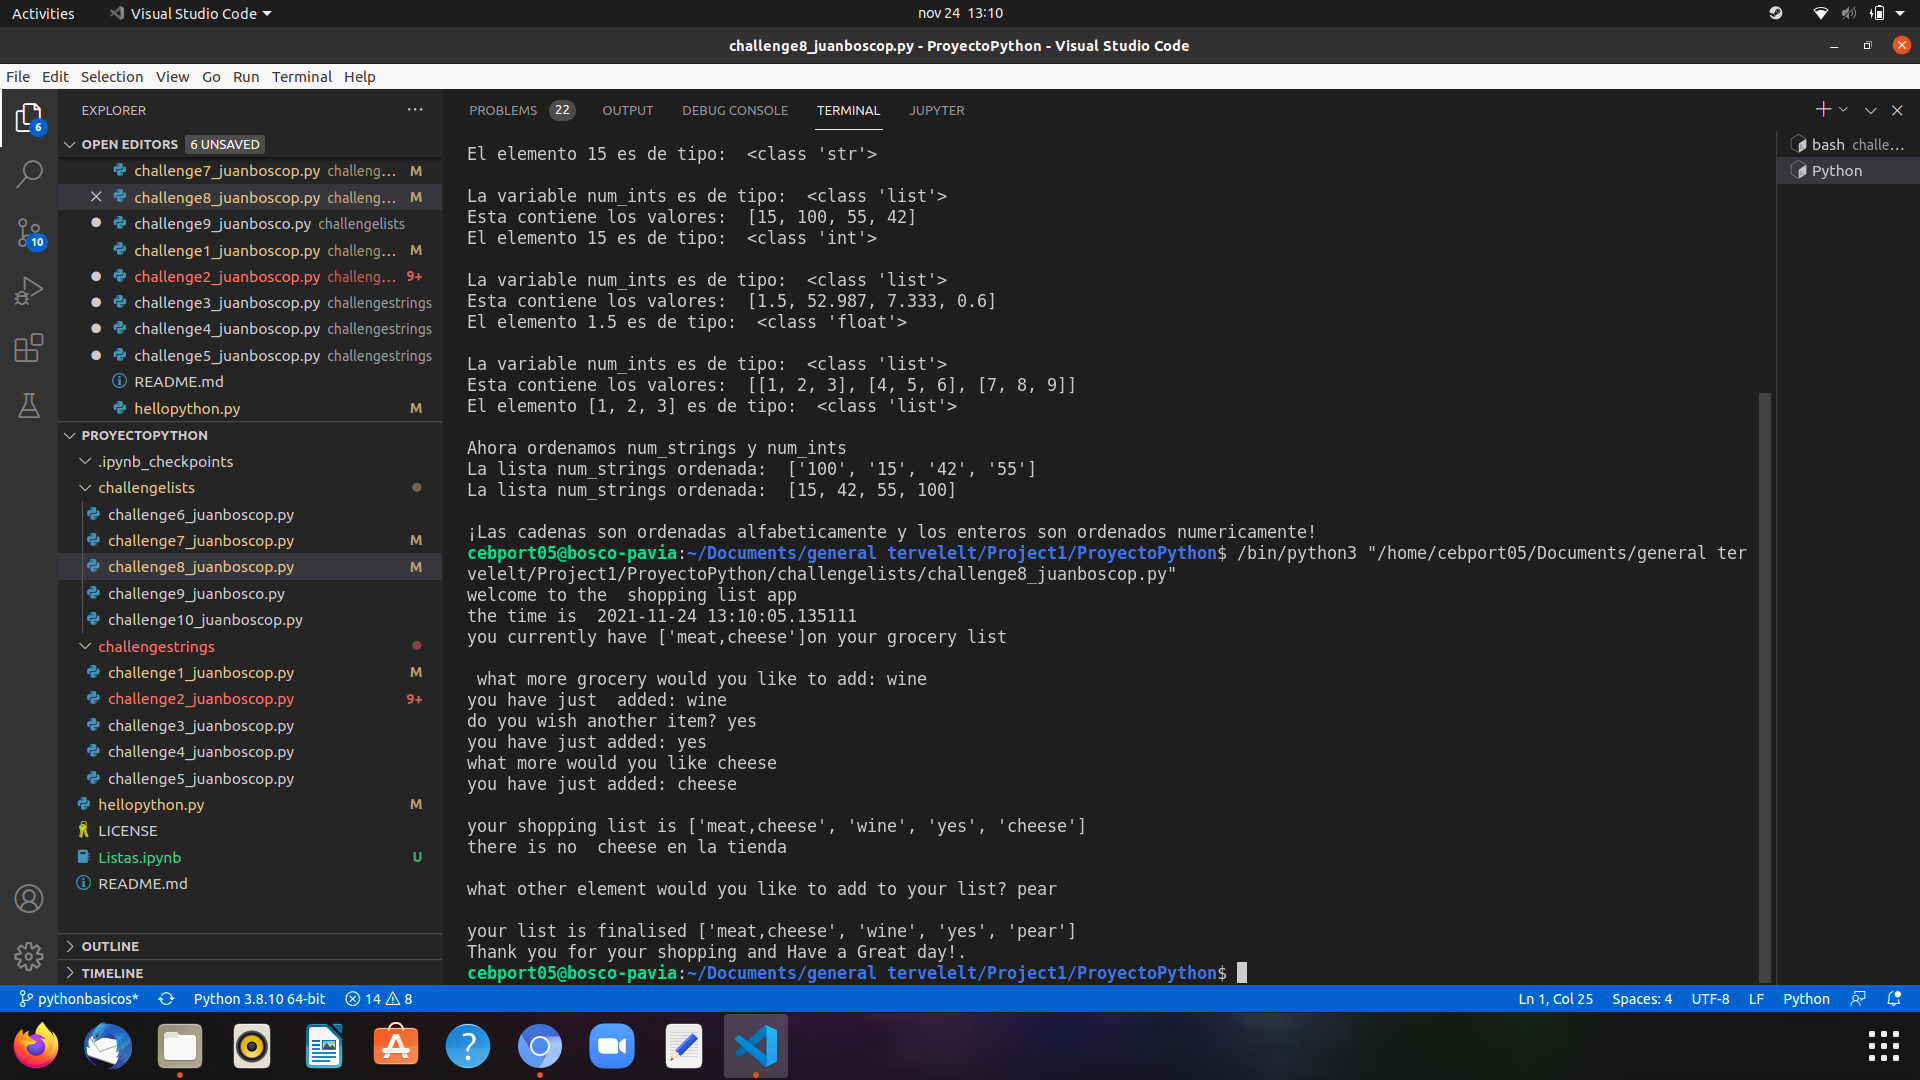 Activities Visual Studio Code nov 24 13:10
challenge8_juanboscop.py - ProyectoPython - Visual Studio Code
File Edit Selection View Go Run Terminal Help
6
10
EXPLORER
OPEN EDITORS 6 UNSAVED
challenge7_juanboscop.py challeng... M
challenge8_juanboscop.py challeng... M
challenge9_juanbosco.py challengelists
challenge1_juanboscop.py challeng... M
challenge2_juanboscop.py challeng... 9+
challenge3_juanboscop.py challengestrings
challenge4_juanboscop.py challengestrings
challenge5_juanboscop.py challengestrings
README.md
hellopython.py M
PROYECTOPYTHON
.ipynb_checkpoints
challengelists
challenge6_juanboscop.py
challenge7_juanboscop.py M
challenge8_juanboscop.py M
challenge9_juanbosco.py
challenge10_juanboscop.py
challengestrings
challenge1_juanboscop.py M
challenge2_juanboscop.py 9+
challenge3_juanboscop.py
challenge4_juanboscop.py
challenge5_juanboscop.py
hellopython.py M
LICENSE
Listas.ipynb U
README.md
OUTLINE
TIMELINE
PROBLEMS 22 OUTPUT DEBUG CONSOLE TERMINAL JUPYTER
El elemento 15 es de tipo:  <class 'str'>
La variable num_ints es de tipo:  <class 'list'>
Esta contiene los valores:  [15, 100, 55, 42]
El elemento 15 es de tipo:  <class 'int'>
La variable num_ints es de tipo:  <class 'list'>
Esta contiene los valores:  [1.5, 52.987, 7.333, 0.6]
El elemento 1.5 es de tipo:  <class 'float'>
La variable num_ints es de tipo:  <class 'list'>
Esta contiene los valores:  [[1, 2, 3], [4, 5, 6], [7, 8, 9]]
El elemento [1, 2, 3] es de tipo:  <class 'list'>
Ahora ordenamos num_strings y num_ints
La lista num_strings ordenada:  ['100', '15', '42', '55']
La lista num_strings ordenada:  [15, 42, 55, 100]
¡Las cadenas son ordenadas alfabeticamente y los enteros son ordenados numericamente!
cebport05@bosco-pavia:~/Documents/general tervelelt/Project1/ProyectoPython$ /bin/python3 "/home/cebport05/Documents/general ter
velelt/Project1/ProyectoPython/challengelists/challenge8_juanboscop.py"
welcome to the  shopping list app
the time is  2021-11-24 13:10:05.135111
you currently have ['meat,cheese']on your grocery list
what more grocery would you like to add: wine
you have just  added: wine
do you wish another item? yes
you have just added: yes
what more would you like cheese
you have just added: cheese
your shopping list is ['meat,cheese', 'wine', 'yes', 'cheese']
there is no  cheese en la tienda
what other element would you like to add to your list? pear
your list is finalised ['meat,cheese', 'wine', 'yes', 'pear']
Thank you for your shopping and Have a Great day!.
cebport05@bosco-pavia:~/Documents/general tervelelt/Project1/ProyectoPython$
bash challe...
Python
pythonbasicos* Python 3.8.10 64-bit 14 8 Ln 1, Col 25 Spaces: 4 UTF-8 LF Python